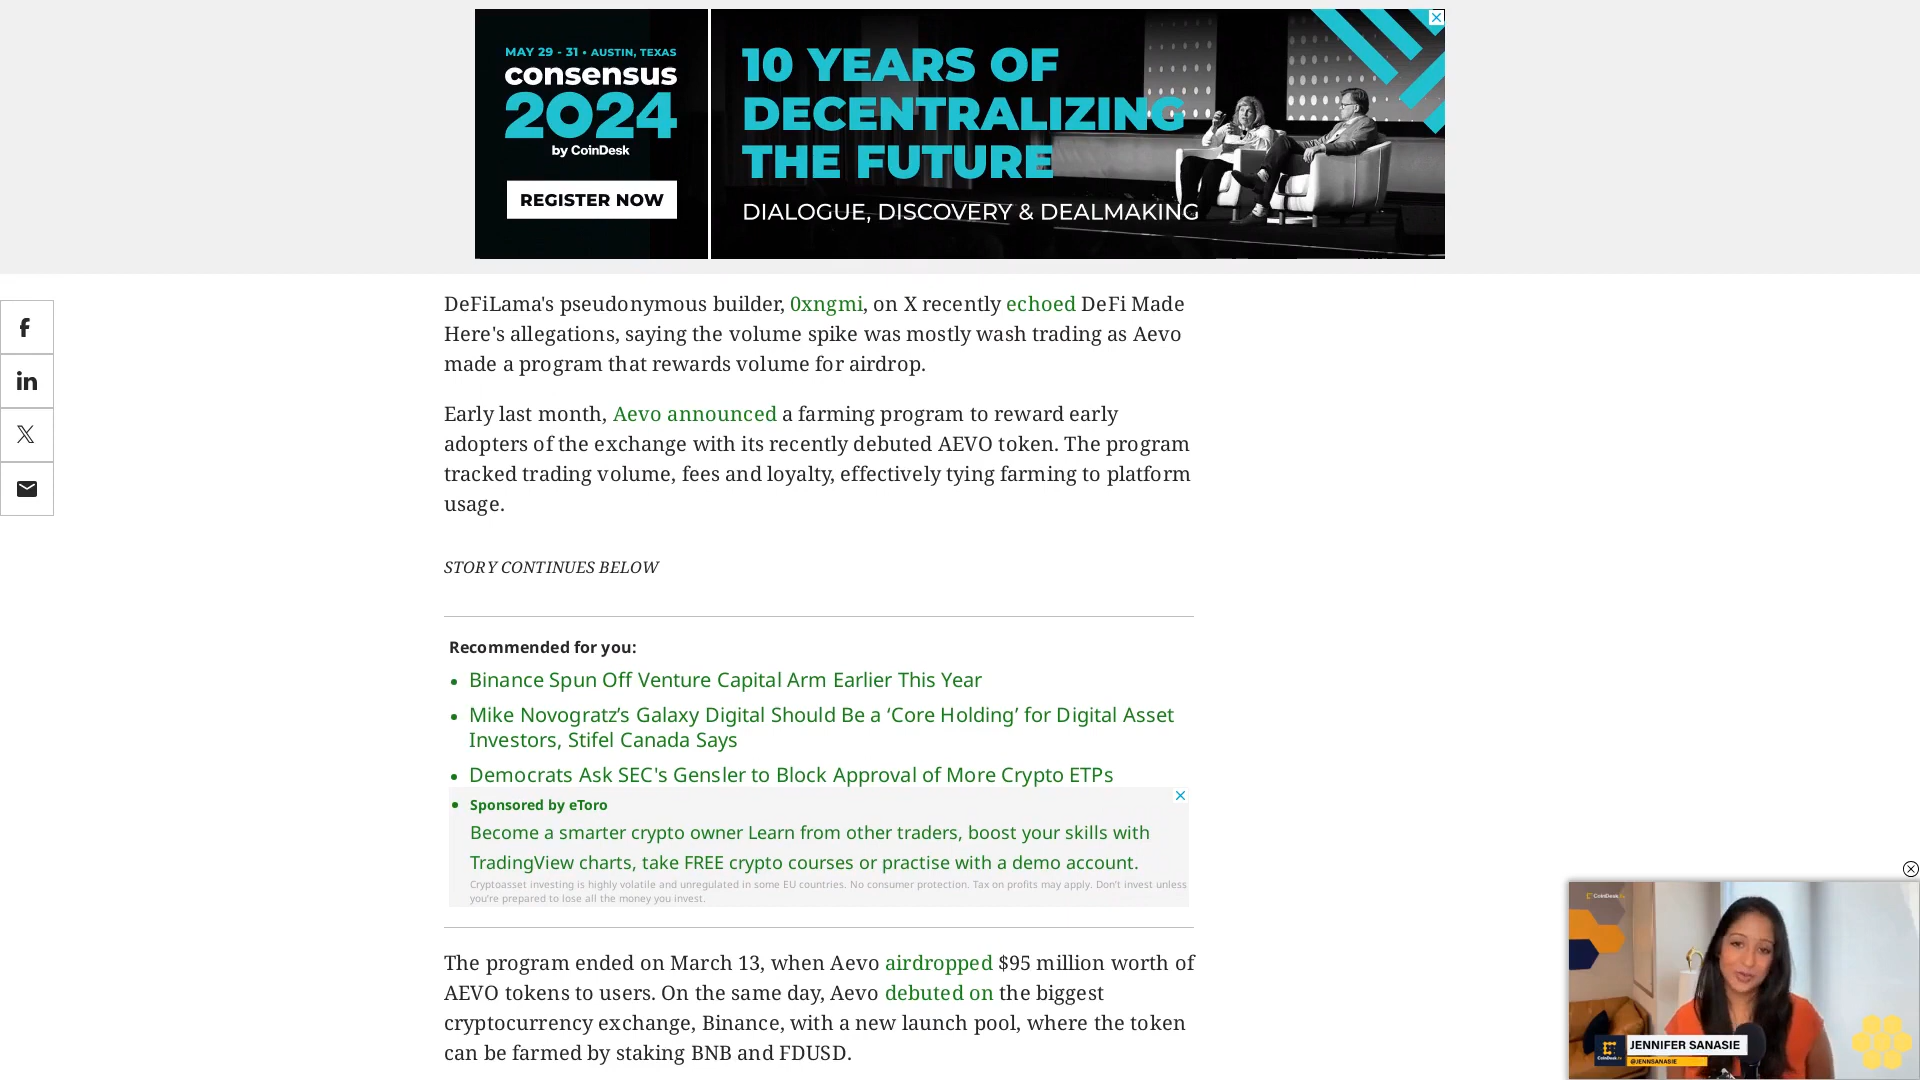 MAY 29 - 31 • AUSTIN, TEXAS
consensus
2024
by CoinDesk
REGISTER NOW
10 YEARS OF
DECENTRALIZING
THE FUTURE
DIALOGUE, DISCOVERY & DEALMAKING
DeFiLama's pseudonymous builder, 0xngmi, on X recently echoed DeFi Made
Here's allegations, saying the volume spike was mostly wash trading as Aevo
made a program that rewards volume for airdrop.
Early last month, Aevo announced a farming program to reward early
adopters of the exchange with its recently debuted AEVO token. The program
tracked trading volume, fees and loyalty, effectively tying farming to platform
usage.
STORY CONTINUES BELOW
Recommended for you:
• Binance Spun Off Venture Capital Arm Earlier This Year
• Mike Novogratz’s Galaxy Digital Should Be a ‘Core Holding’ for Digital Asset
Investors, Stifel Canada Says
• Democrats Ask SEC's Gensler to Block Approval of More Crypto ETPs
• Sponsored by eToro
Become a smarter crypto owner Learn from other traders, boost your skills with
TradingView charts, take FREE crypto courses or practise with a demo account.
Cryptoasset investing is highly volatile and unregulated in some EU countries. No consumer protection. Tax on profits may apply. Don't invest unless
you're prepared to lose all the money you invest.
The program ended on March 13, when Aevo airdropped $95 million worth of
AEVO tokens to users. On the same day, Aevo debuted on the biggest
cryptocurrency exchange, Binance, with a new launch pool, where the token
can be farmed by staking BNB and FDUSD.
CoinDesk tv
JENNIFER SANASIE
@JENNSANASIE
CoinDesk tv